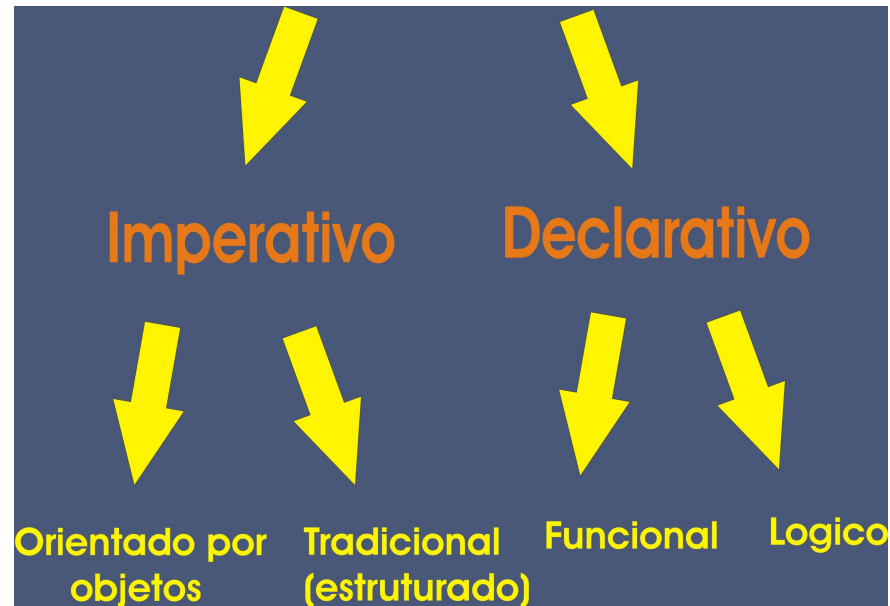 Imperativo
Declarativo
Orientado por
objetos
Tradicional
(estruturado)
Funcional
Logico